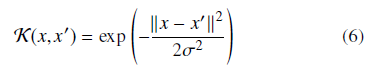 𝒦(x,x′) = exp(−‖x − x′‖² / 2σ²) (6)